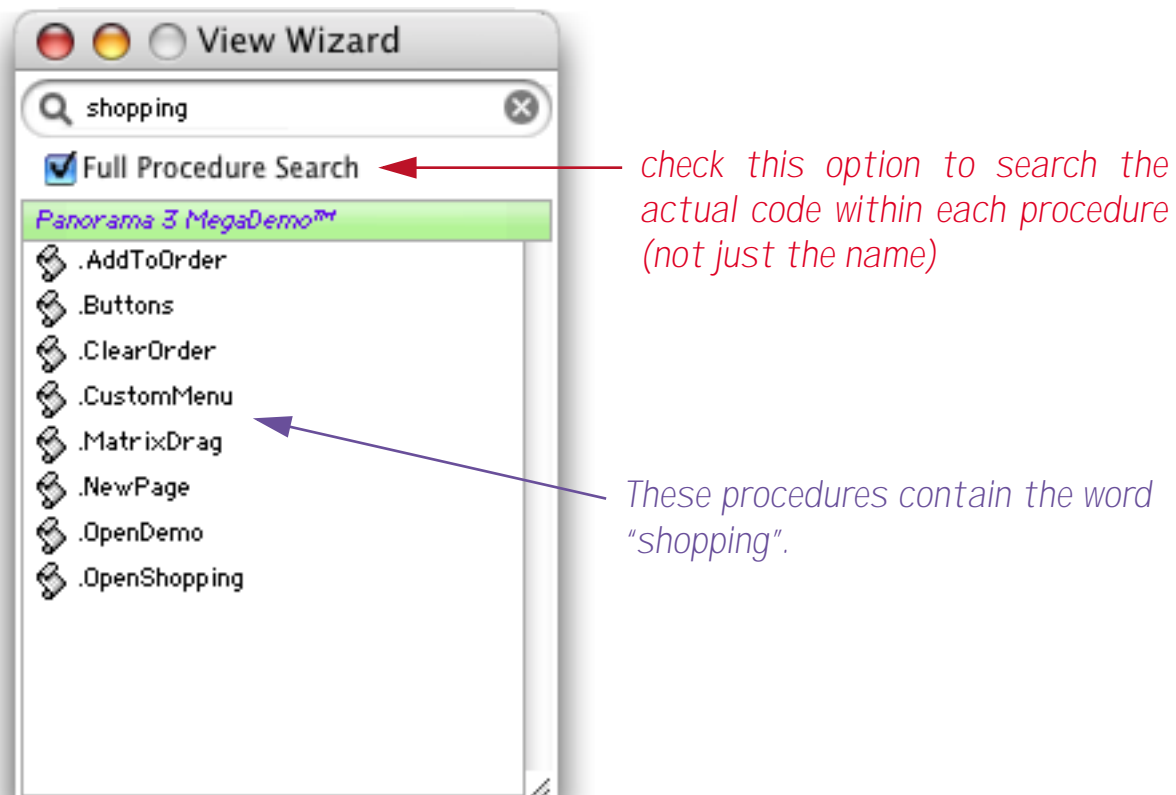 View Wizard
shopping
Full Procedure Search
check this option to search the
actual code within each procedure
(not just the name)
Panorama 3 MegaDemo™
.AddToOrder
.Buttons
.ClearOrder
.CustomMenu
.MatrixDrag
.NewPage
.OpenDemo
.OpenShopping
These procedures contain the word
“shopping”.